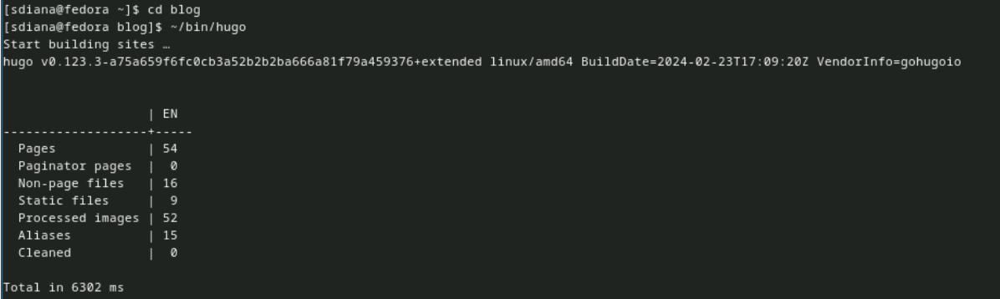 [sdiana@fedora ~]$ cd blog
[sdiana@fedora blog]$ ~/bin/hugo
Start building sites …
hugo v0.123.3-a75a659f6fc0cb3a52b2b2ba666a81f79a459376+extended linux/amd64 BuildDate=2024-02-23T17:09:20Z VendorInfo=gohugoio
                   | EN
-------------------+-----
  Pages            | 54
  Paginator pages  |  0
  Non-page files   | 16
  Static files     |  9
  Processed images | 52
  Aliases          | 15
  Cleaned          |  0
Total in 6302 ms